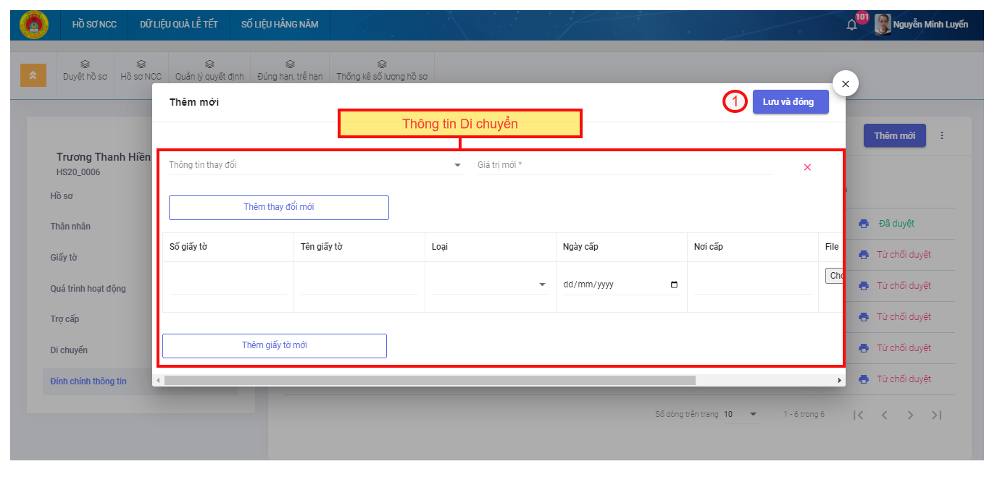 HỒ SƠ NCC
DỮ LIỆU QUÀ LỄ TẾT
SỐ LIỆU HẰNG NĂM
101
Nguyễn Minh Luyến
Duyệt hồ sơ
Hồ sơ NCC
Quản lý quyết định
Đúng hạn, trễ hạn
Thống kê số lượng hồ sơ
Thêm mới
1
Lưu và đóng
Thông tin Di chuyển
Thêm mới
Trương Thanh Hiền
HS20_0006
Hồ sơ
Thân nhân
Giấy tờ
Quá trình hoạt động
Trợ cấp
Di chuyển
Đính chính thông tin
Thông tin thay đổi
Giá trị mới *
Thêm thay đổi mới
Số giấy tờ
Tên giấy tờ
Loại
Ngày cấp
Nơi cấp
File
dd/mm/yyyy
Cho
Thêm giấy tờ mới
Đã duyệt
Từ chối duyệt
Từ chối duyệt
Từ chối duyệt
Từ chối duyệt
Từ chối duyệt
Số dòng trên trang 10
1 - 6 trong 6